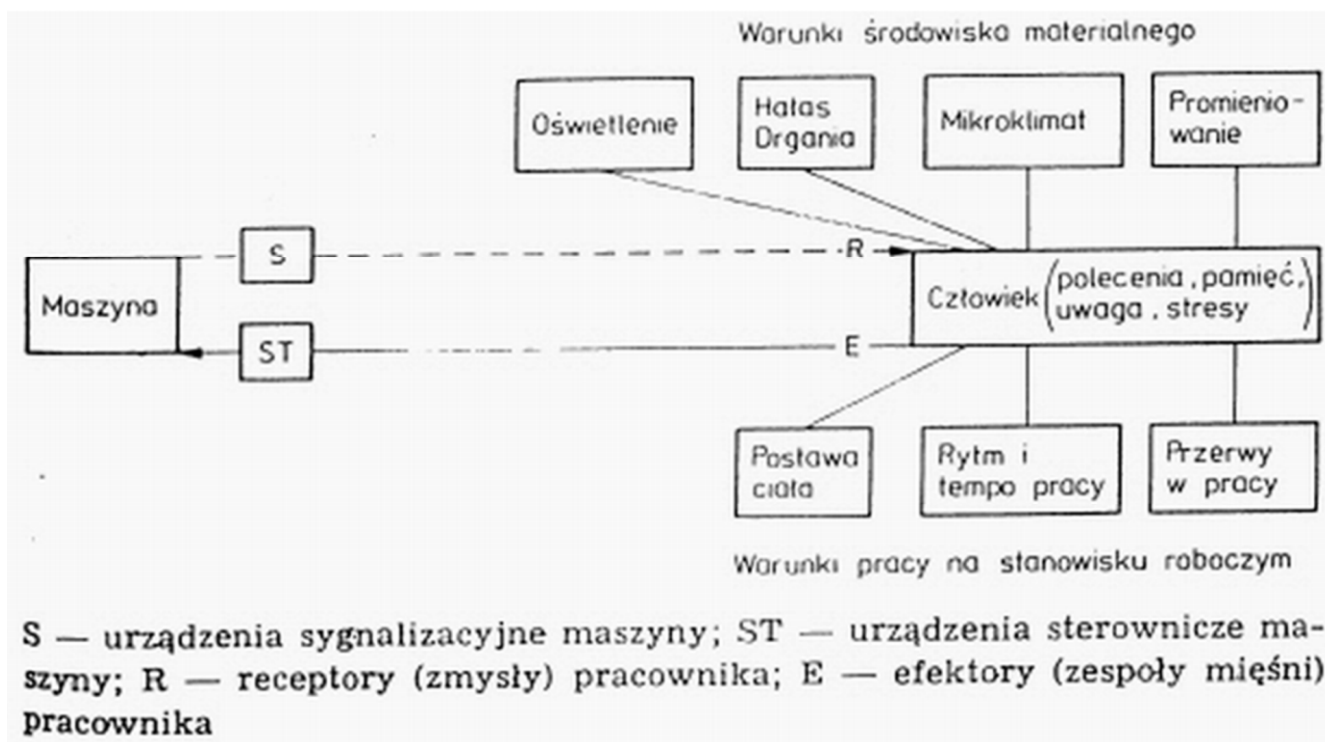 Warunki środowiska materialnego
Oświetlenie
Hałas
Drgania
Mikroklimat
Promienio-
wanie
S
R
Maszyna
Człowiek (polecenia, pamięć,
uwaga, stresy)
ST
E
Postawa
ciała
Rytm i
tempo pracy
Przerwy
w pracy
Warunki pracy na stanowisku roboczym
S — urządzenia sygnalizacyjne maszyny; ST — urządzenia sterownicze ma-
szyny; R — receptory (zmysły) pracownika; E — efektory (zespoły mięśni)
pracownika